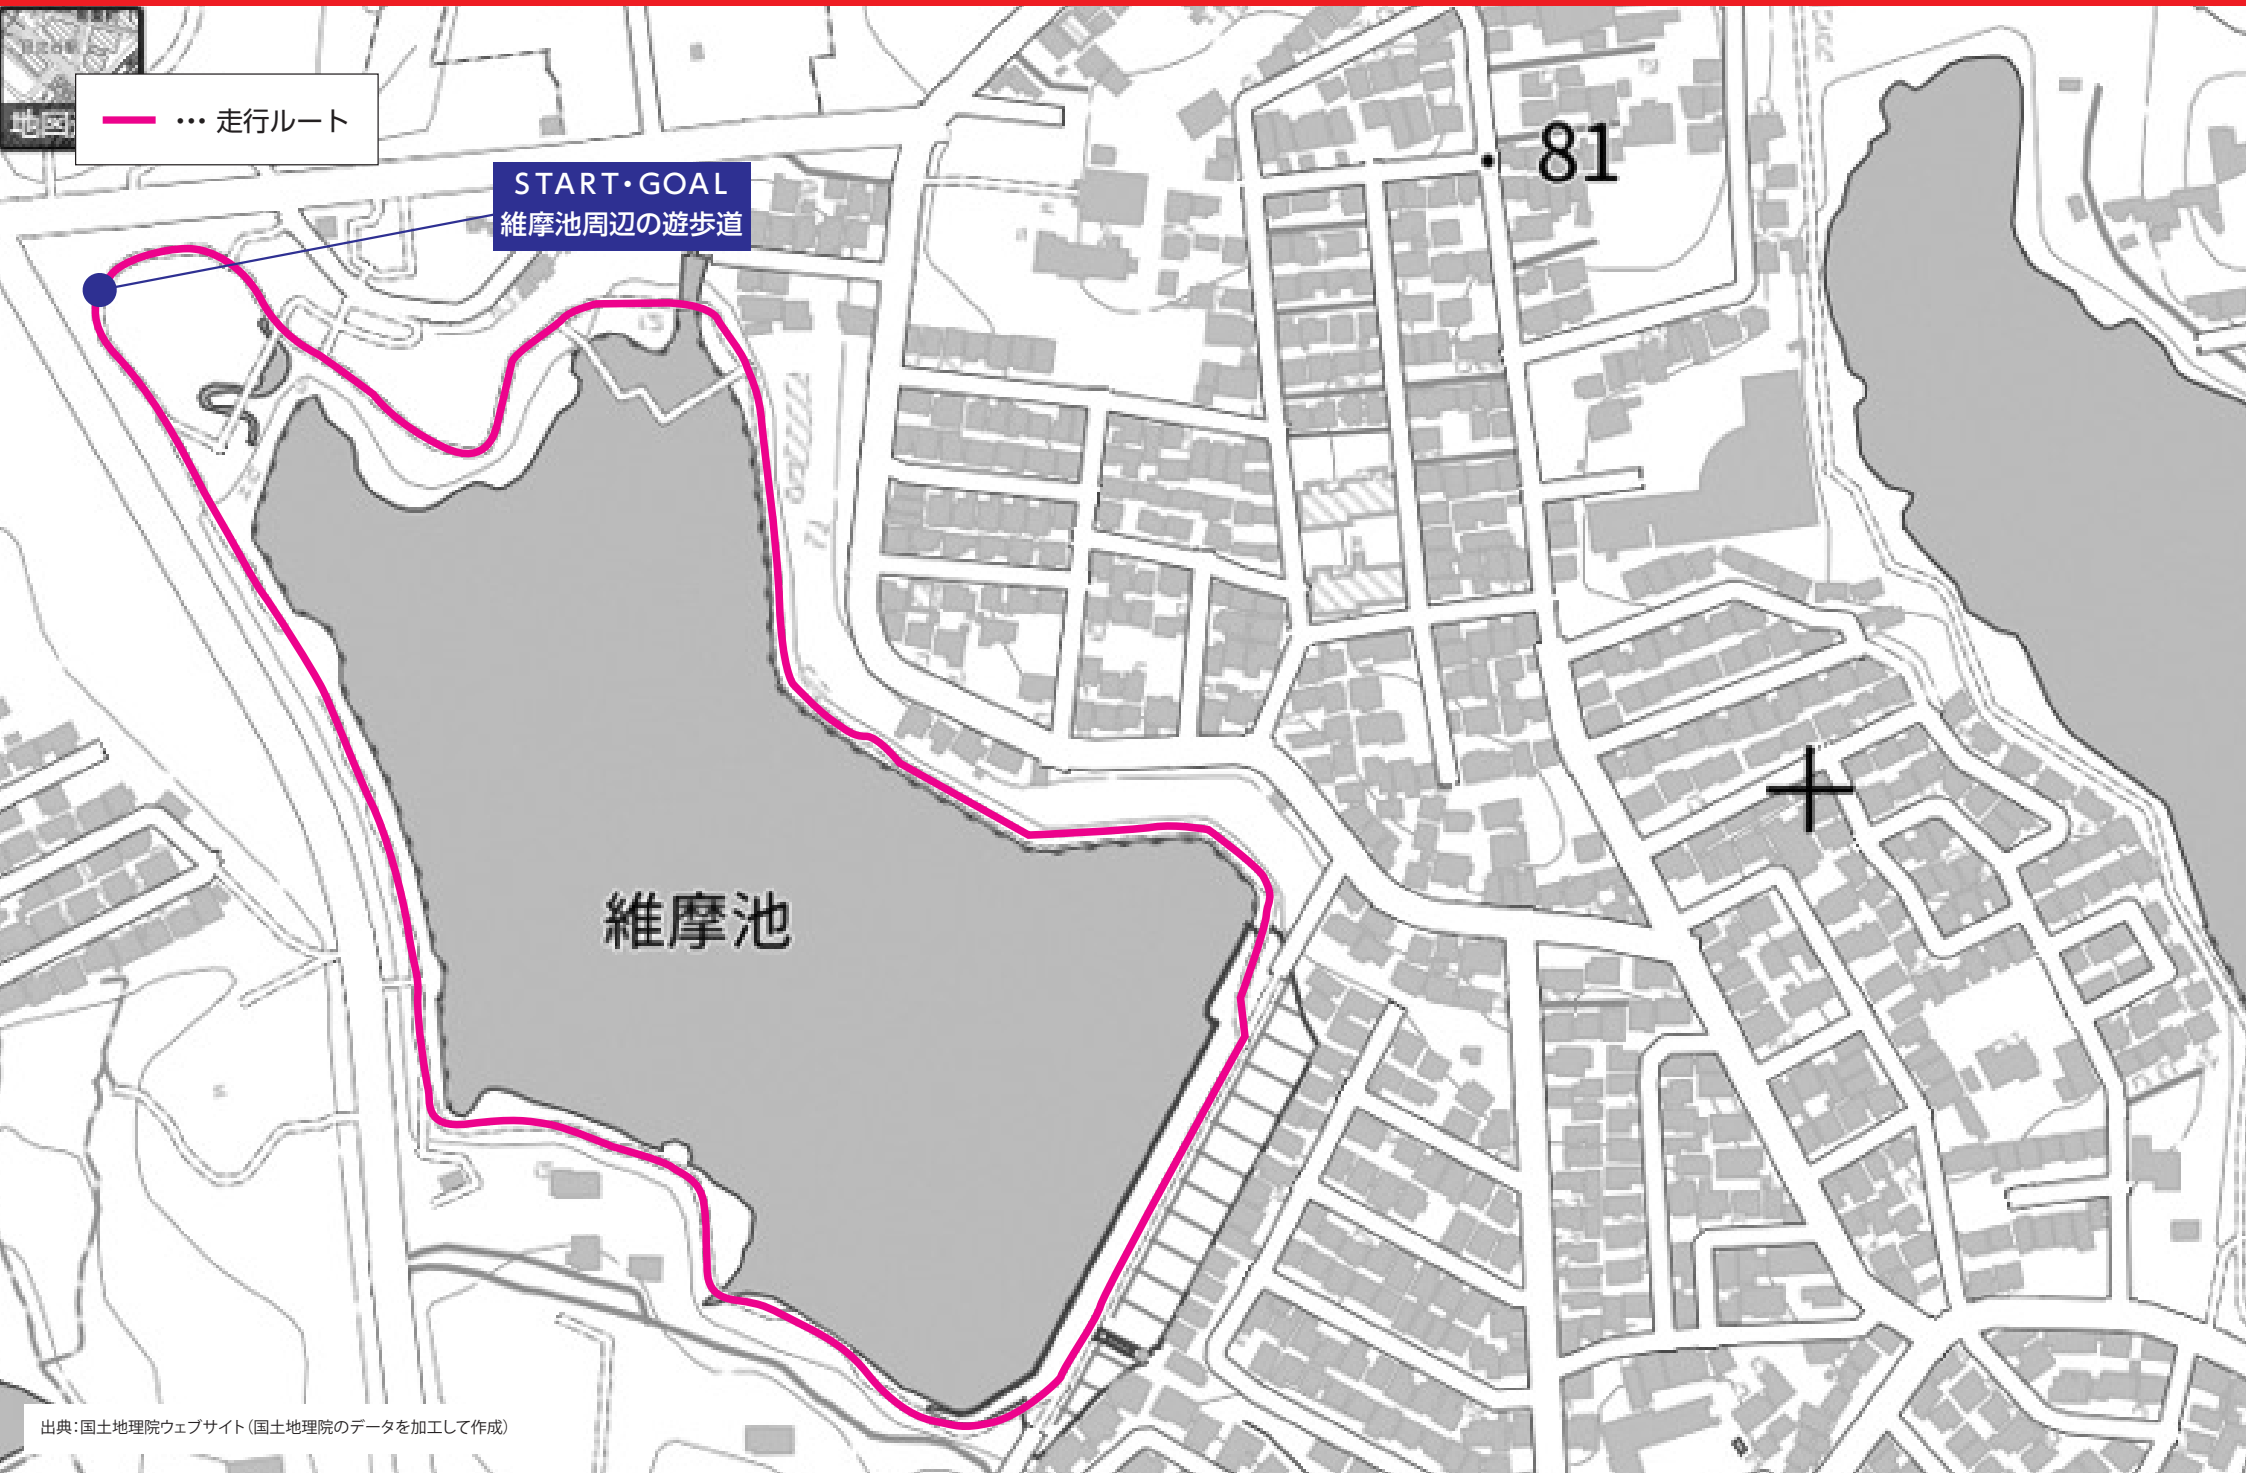 地図
… 走行ルート
81
START・GOAL
維摩池周辺の遊歩道
維摩池
出典：国土地理院ウェブサイト（国土地理院のデータを加工して作成）